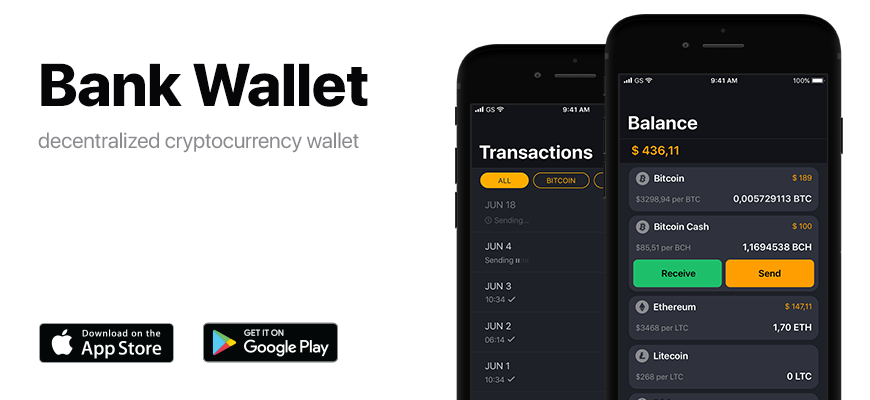 Bank Wallet
decentralized cryptocurrency wallet
Download on the
App Store
GET IT ON
Google Play
GS
9:41 AM
Transactions
ALL
BITCOIN
JUN 18
Sending...
JUN 4
Sending
JUN 3
10:34
JUN 2
06:14
JUN 1
10:34
GS
9:41 AM
100%
Balance
$ 436,11
Bitcoin
$ 189
$3298,94 per BTC
0,005729113 BTC
Bitcoin Cash
$ 100
$85,51 per BCH
1,1694538 BCH
Receive
Send
Ethereum
$ 147,11
$3468 per LTC
1,70 ETH
Litecoin
$268 per LTC
0 LTC